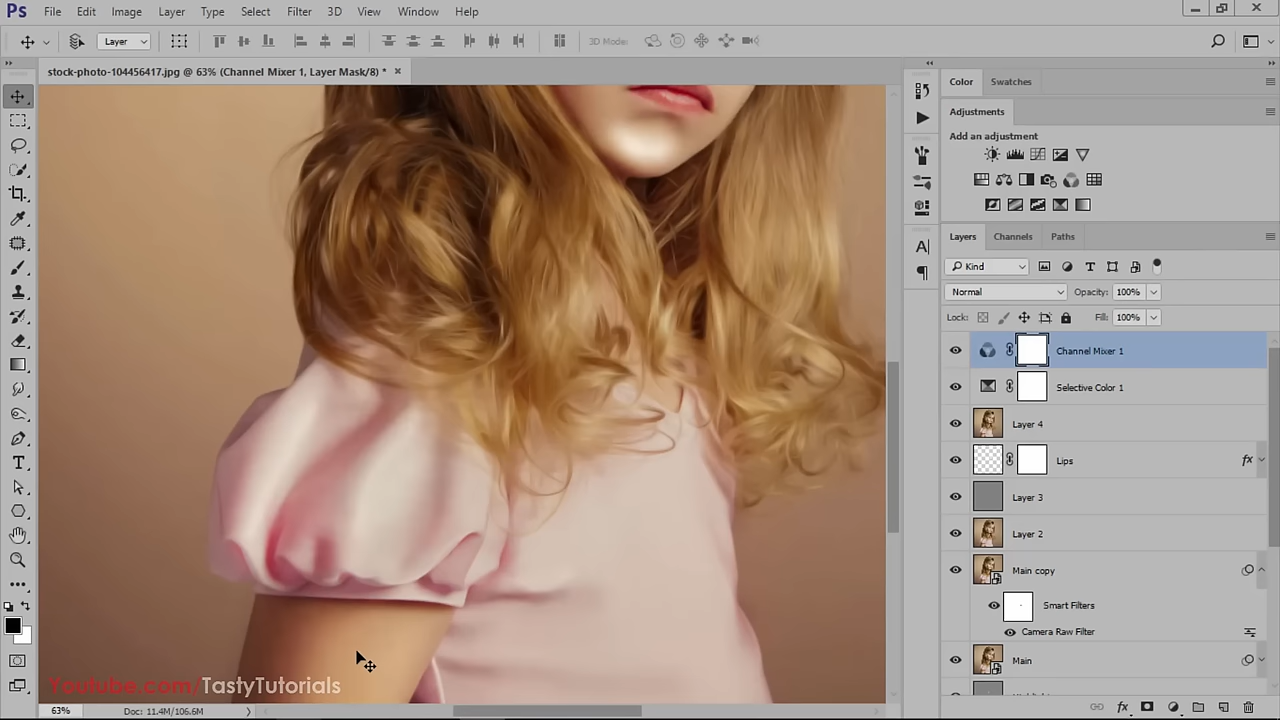 Ps File Edit Image Layer Type Select Filter 3D View Window Help
Layer 3D Mode:
stock-photo-104456417.jpg @ 63% (Channel Mixer 1, Layer Mask/8) *
Color Swatches
Adjustments
Add an adjustment
Layers Channels Paths
Kind
Normal Opacity: 100%
Lock: Fill: 100%
Channel Mixer 1
Selective Color 1
Layer 4
Lips fx
Layer 3
Layer 2
Main copy
Smart Filters
Camera Raw Filter
Main
Youtube.com/TastyTutorials
63% Doc: 11.4M/106.6M fx